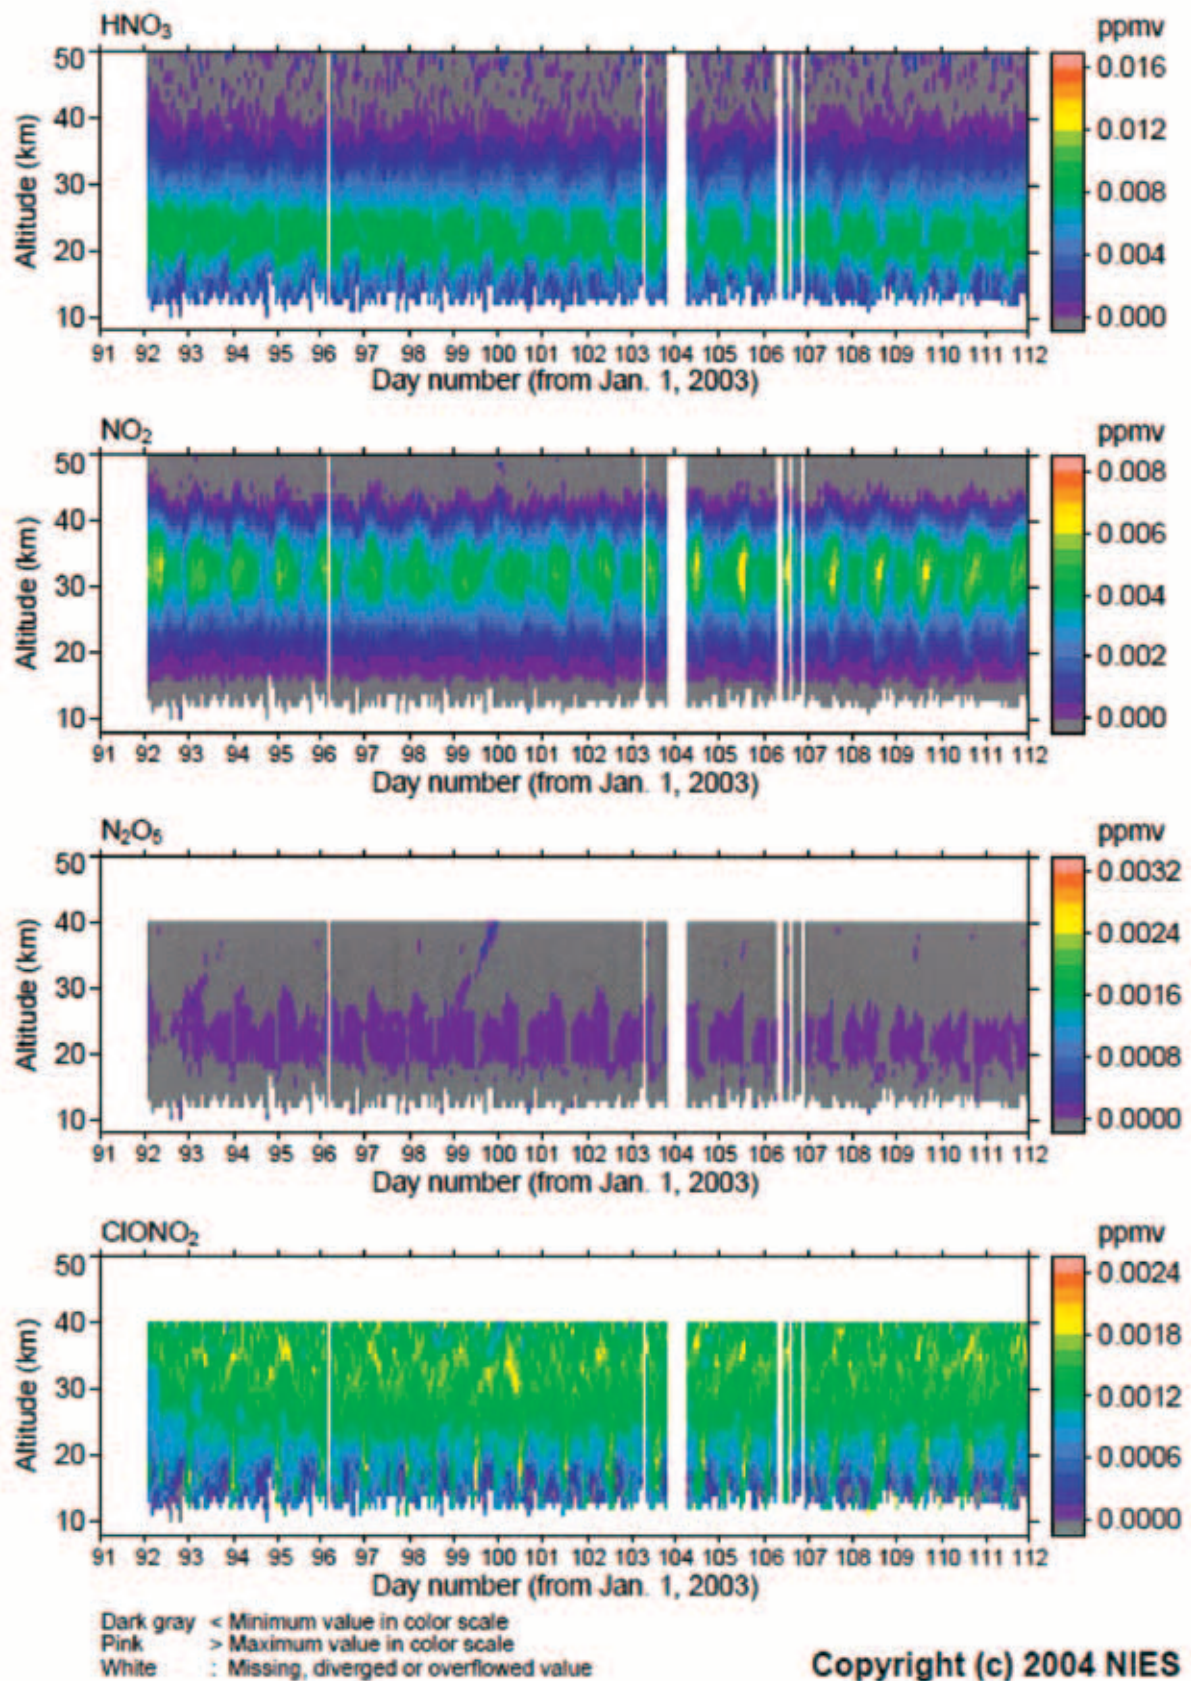 HNO₃ ppmv
50 0.016
40 0.012
30 0.008
20 0.004
10 0.000
Altitude (km)
91 92 93 94 95 96 97 98 99 100 101 102 103 104 105 106 108 109 110 111 112
Day number (from Jan. 1, 2003)
NO₂ ppmv
50 0.008
40 0.006
30 0.004
20 0.002
10 0.000
Altitude (km)
91 92 93 94 95 96 97 98 99 100 101 102 103 104 105 106 108 109 110 111 112
Day number (from Jan. 1, 2003)
N₂O₅ ppmv
50 0.0032
40 0.0024
30 0.0016
20 0.0008
10 0.0000
Altitude (km)
91 92 93 94 95 96 97 98 99 100 101 102 103 104 105 106 108 109 110 111 112
Day number (from Jan. 1, 2003)
ClONO₂ ppmv
50 0.0024
40 0.0018
30 0.0012
20 0.0006
10 0.0000
Altitude (km)
91 92 93 94 95 96 97 98 99 100 101 102 103 104 105 106 108 109 110 111 112
Day number (from Jan. 1, 2003)
Dark gray < Minimum value in color scale
Pink > Maximum value in color scale
White : Missing, diverged or overflowed value
Copyright (c) 2004 NIES